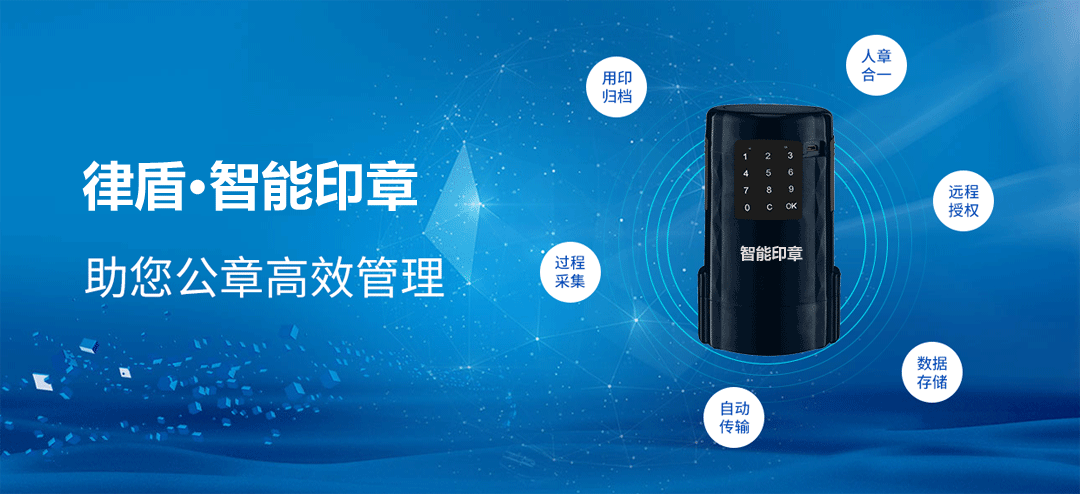 律盾•智能印章
助您公章高效管理
用印
归档
人章
合一
过程
采集
远程
授权
自动
传输
数据
存储
1 2 3
4 5 6
7 8 9
0 C OK
智能印章